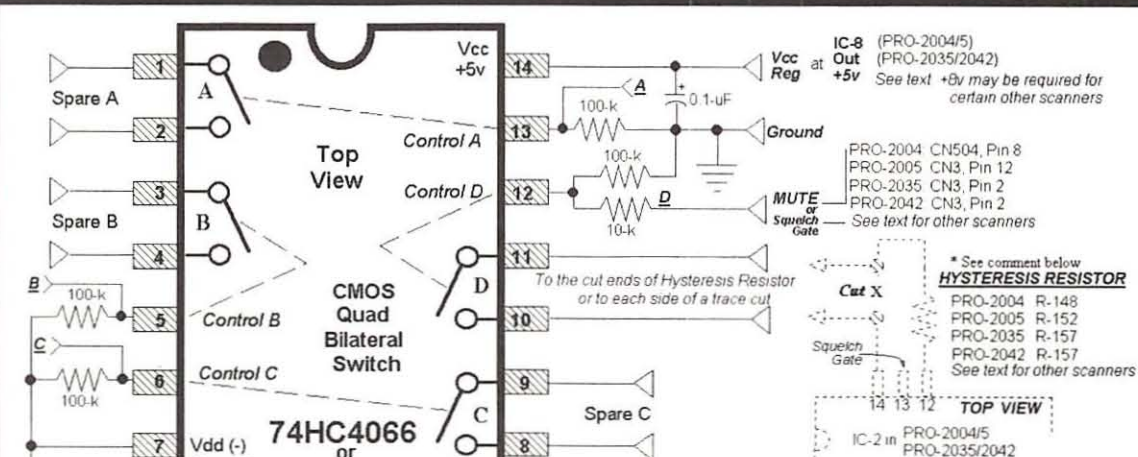 Vcc
+5v
IC-8 (PRO-2004/5)
Vcc Reg at Out +5v (PRO-2035/2042)
See text +8v may be required for
certain other scanners
1
14
Spare A
A
A
100-k
+
0.1-uF
2
13
Control A
Ground
Top
View
100-k
PRO-2004 CN504, Pin 8
PRO-2005 CN3, Pin 12
PRO-2035 CN3, Pin 2
PRO-2042 CN3, Pin 2
See text for other scanners
3
Control D
12
D
MUTE
or
Squelch
Gate
10-k
Spare B
B
4
11
D
To the cut ends of Hysteresis Resistor
or to each side of a trace cut
Cut X
* See comment below
HYSTERESIS RESISTOR
PRO-2004 R-148
PRO-2005 R-152
PRO-2035 R-157
PRO-2042 R-157
See text for other scanners
B
100-k
5
Control B
CMOS
Quad
Bilateral
Switch
10
Squelch
Gate
C
100-k
6
Control C
9
Spare C
C
14 13 12
TOP VIEW
7
Vdd (-)
74HC4066
or
8
IC-2 in PRO-2004/5
PRO-2035/2042